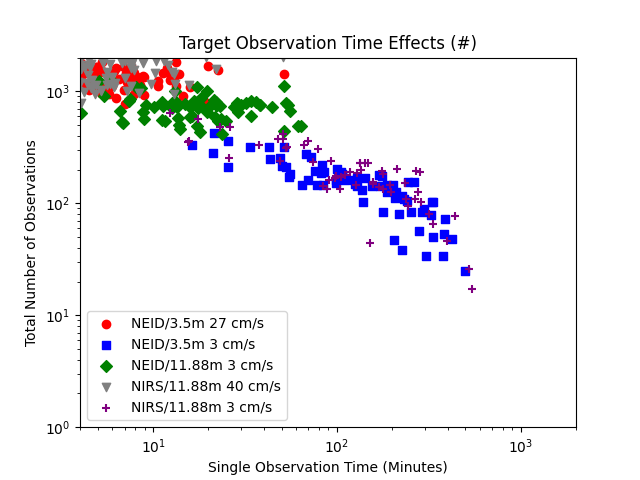 Target Observation Time Effects (#)
Total Number of Observations
10³
10²
10¹
10⁰
NEID/3.5m 27 cm/s
NEID/3.5m 3 cm/s
NEID/11.88m 3 cm/s
NIRS/11.88m 40 cm/s
NIRS/11.88m 3 cm/s
10¹ 10² 10³
Single Observation Time (Minutes)